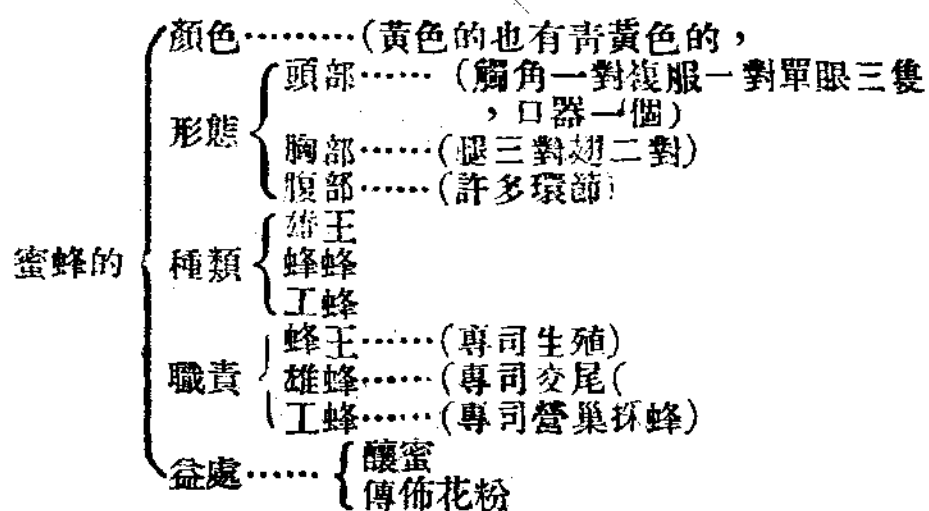 顏色………(黃色的也有靑黃色的，
頭部……(觸角一對複服一對單眼三隻
，口器一個)
形態
胸部……(腿三對翅二對)
腹部……(許多環節)
王
蜜蜂的
種類
蜂蜂
工蜂
蜂王……(專司生殖)
職責
雄蜂……(專司交尾(
工蜂……(專司營巢採蜂)
益處……
釀蜜
傳佈花粉